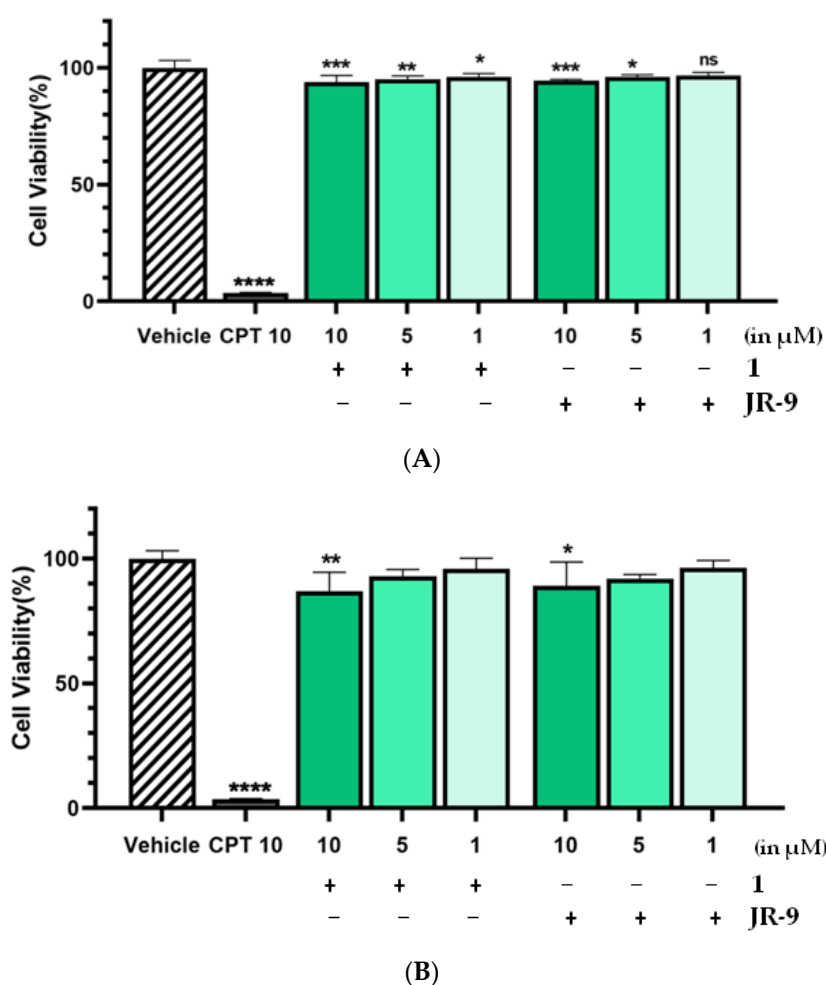 Cell Viability(%)
100
50
0
*** ** * *** * ns
****
Vehicle CPT 10 10 5 1 10 5 1 (in μM)
+ + + – – – 1
– – – + + + JR-9
(A)
Cell Viability(%)
100
50
0
** *
****
Vehicle CPT 10 10 5 1 10 5 1 (in μM)
+ + + – – – 1
– – – + + + JR-9
(B)